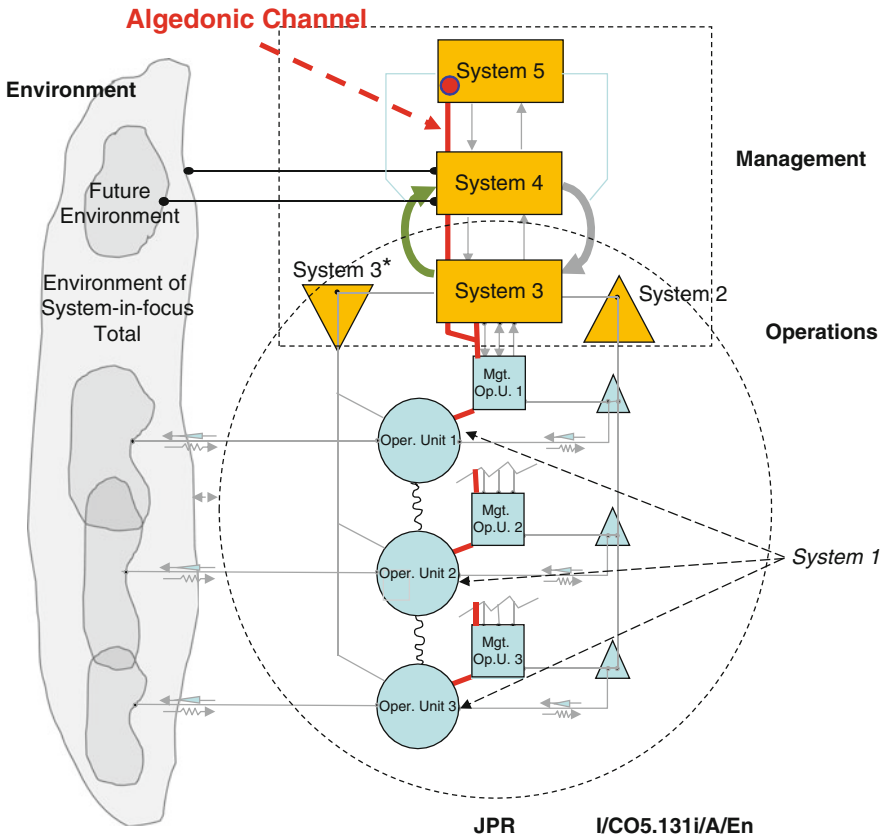 Algedonic Channel
Environment
System 5
Management
System 4
Future
Environment
System 3*
System 3
System 2
Environment of
System-in-focus
Total
Operations
Mgt.
Op.U. 1
Oper. Unit 1
Mgt.
Op.U. 2
System 1
Oper. Unit 2
Mgt.
Op.U. 3
Oper. Unit 3
JPR
I/CO5.131i/A/En